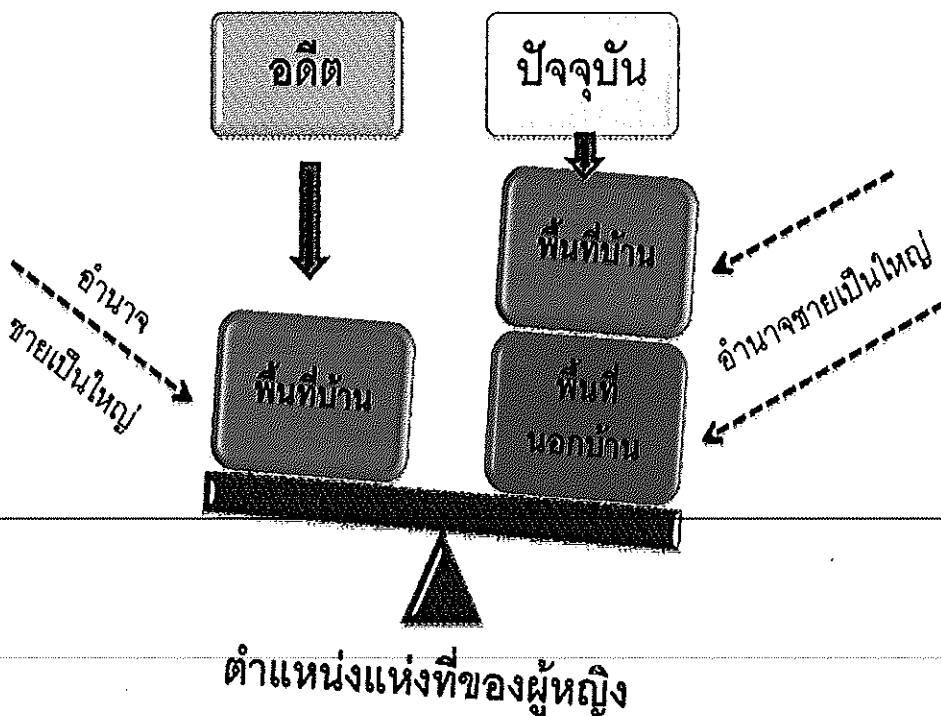 อดีต
ปัจจุบัน
อำนาจ
ชายเป็นใหญ่
พื้นที่บ้าน
พื้นที่บ้าน
พื้นที่
นอกบ้าน
อำนาจชายเป็นใหญ่
ตำแหน่งแห่งที่ของผู้หญิง